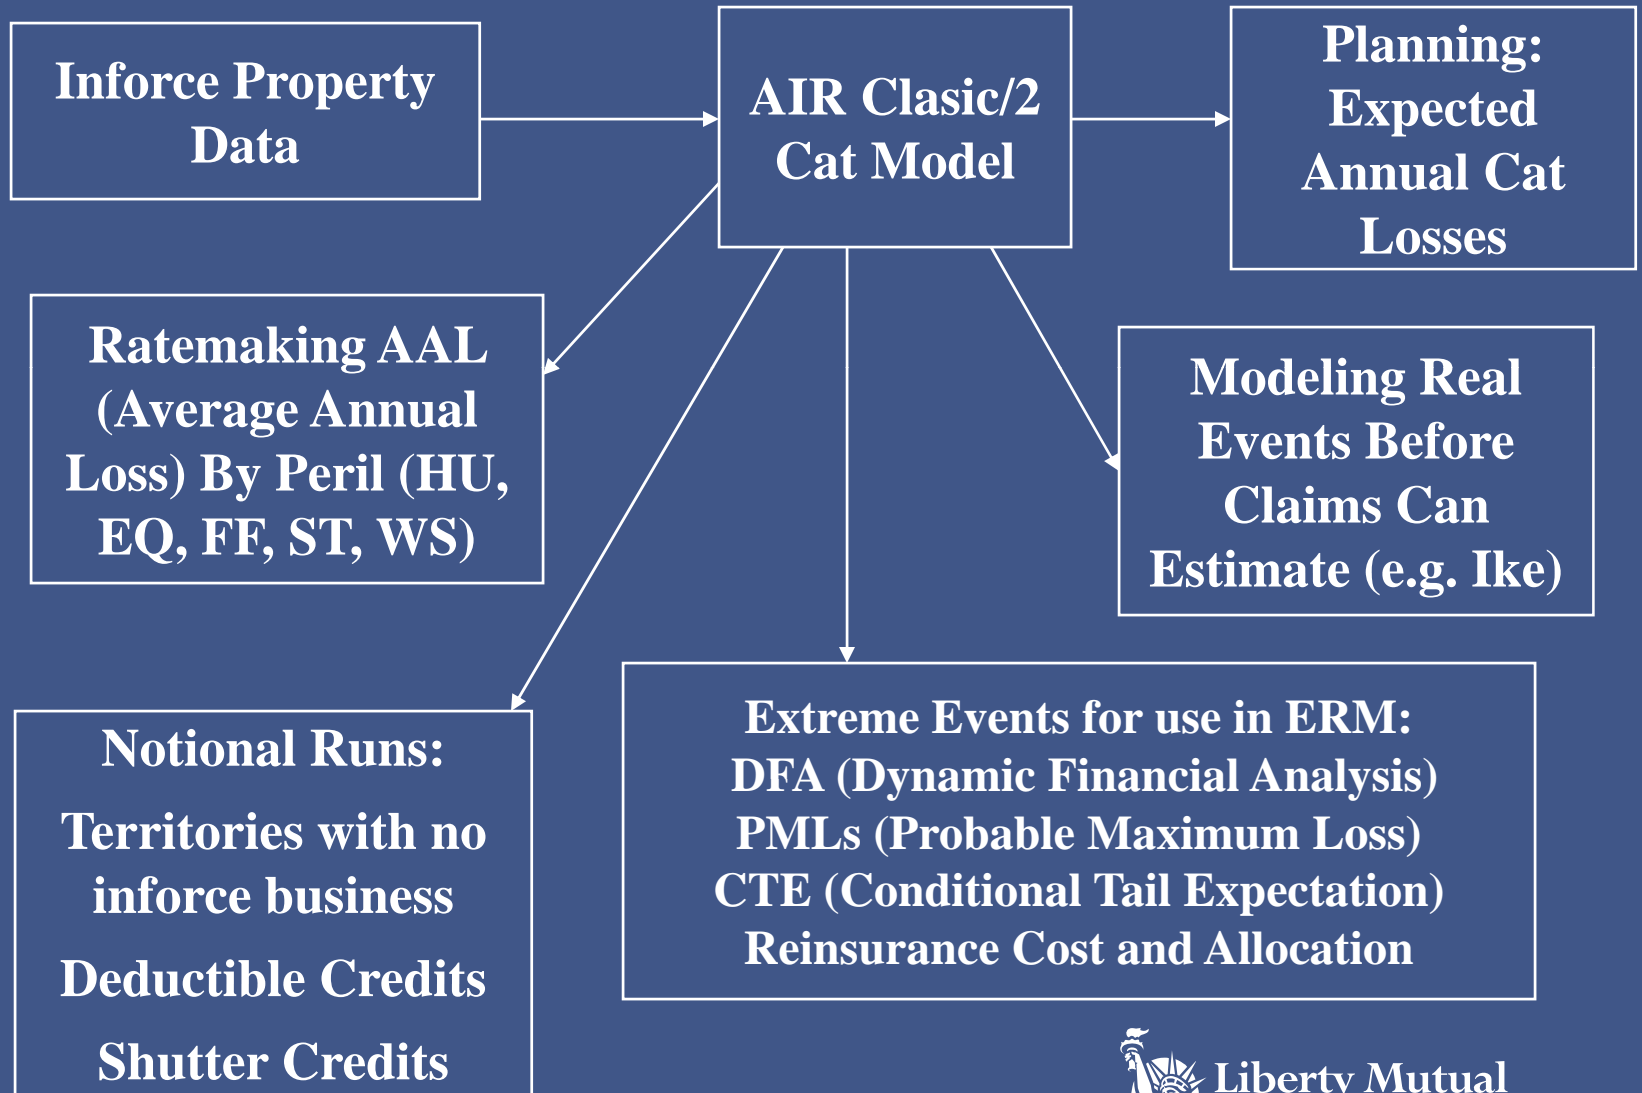 Inforce Property
Data
AIR Clasic/2
Cat Model
Planning:
Expected
Annual Cat
Losses
Ratemaking AAL
(Average Annual
Loss) By Peril (HU,
EQ, FF, ST, WS)
Modeling Real
Events Before
Claims Can
Estimate (e.g. Ike)
Notional Runs:
Territories with no
inforce business
Deductible Credits
Shutter Credits
Extreme Events for use in ERM:
DFA (Dynamic Financial Analysis)
PMLs (Probable Maximum Loss)
CTE (Conditional Tail Expectation)
Reinsurance Cost and Allocation
Liberty Mutual